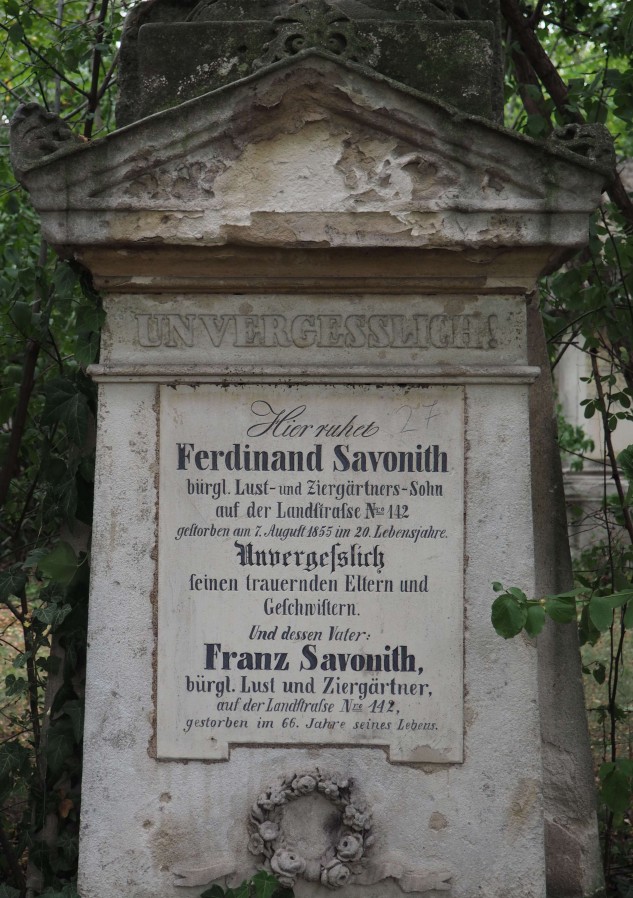 UNVERGESSLICH!
Hier ruhet
27
Ferdinand Savonith
bürgl. Lust- und Ziergärtners-Sohn
auf der Landſtraſse Nro 142
geſtorben am 7. Auguſt 1855 im 20. Lebensjahre.
Unvergeſslich
ſeinen trauernden Eltern und
Geſchwiſtern.
Und dessen Vater:
Franz Savonith,
bürgl. Lust und Ziergärtner,
auf der Landſtraſse Nro 142,
gestorben im 66. Jahre seines Lebens.